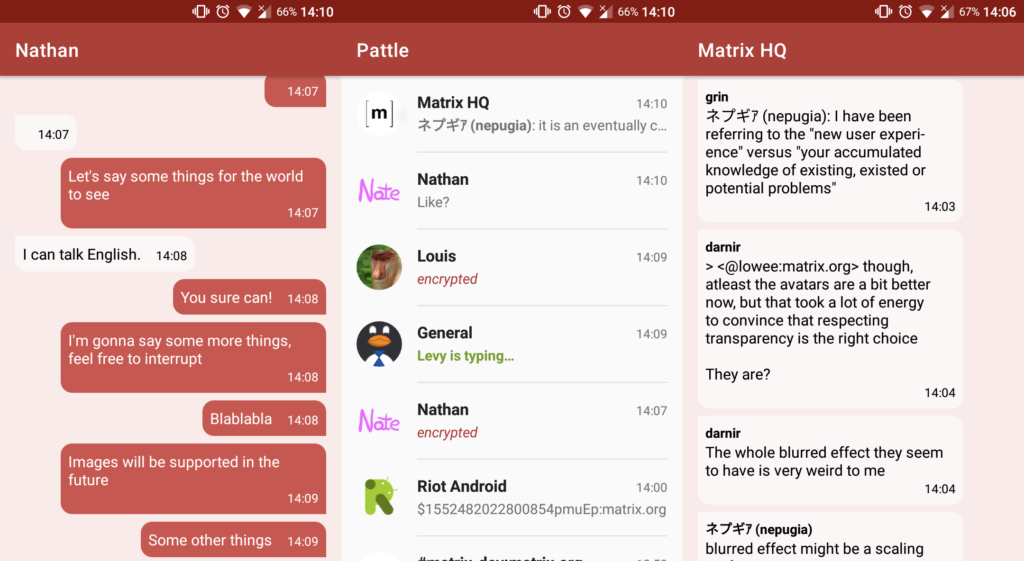 66% 14:10
Nathan
14:07
14:07
Let's say some things for the world
to see
14:07
I can talk English. 14:08
You sure can! 14:08
I'm gonna say some more things,
feel free to interrupt
14:08
Blablabla 14:08
Images will be supported in the
future
14:09
Some other things 14:09
66% 14:10
Pattle
[m]
Matrix HQ 14:10
ネプギア (nepugia): it is an eventually c...
Nate
Nathan 14:10
Like?
Louis 14:09
encrypted
General 14:09
Levy is typing...
Nate
Nathan 14:07
encrypted
Riot Android 14:00
$1552482022800854pmuEp:matrix.org
67% 14:06
Matrix HQ
grin
ネプギア (nepugia): I have been
referring to the "new user experi-
ence" versus "your accumulated
knowledge of existing, existed or
potential problems"
14:03
darnir
> <@lowee:matrix.org> though,
atleast the avatars are a bit better
now, but that took a lot of energy
to convince that respecting
transparency is the right choice
They are?
14:04
darnir
The whole blurred effect they seem
to have is very weird to me
14:04
ネプギア (nepugia)
blurred effect might be a scaling